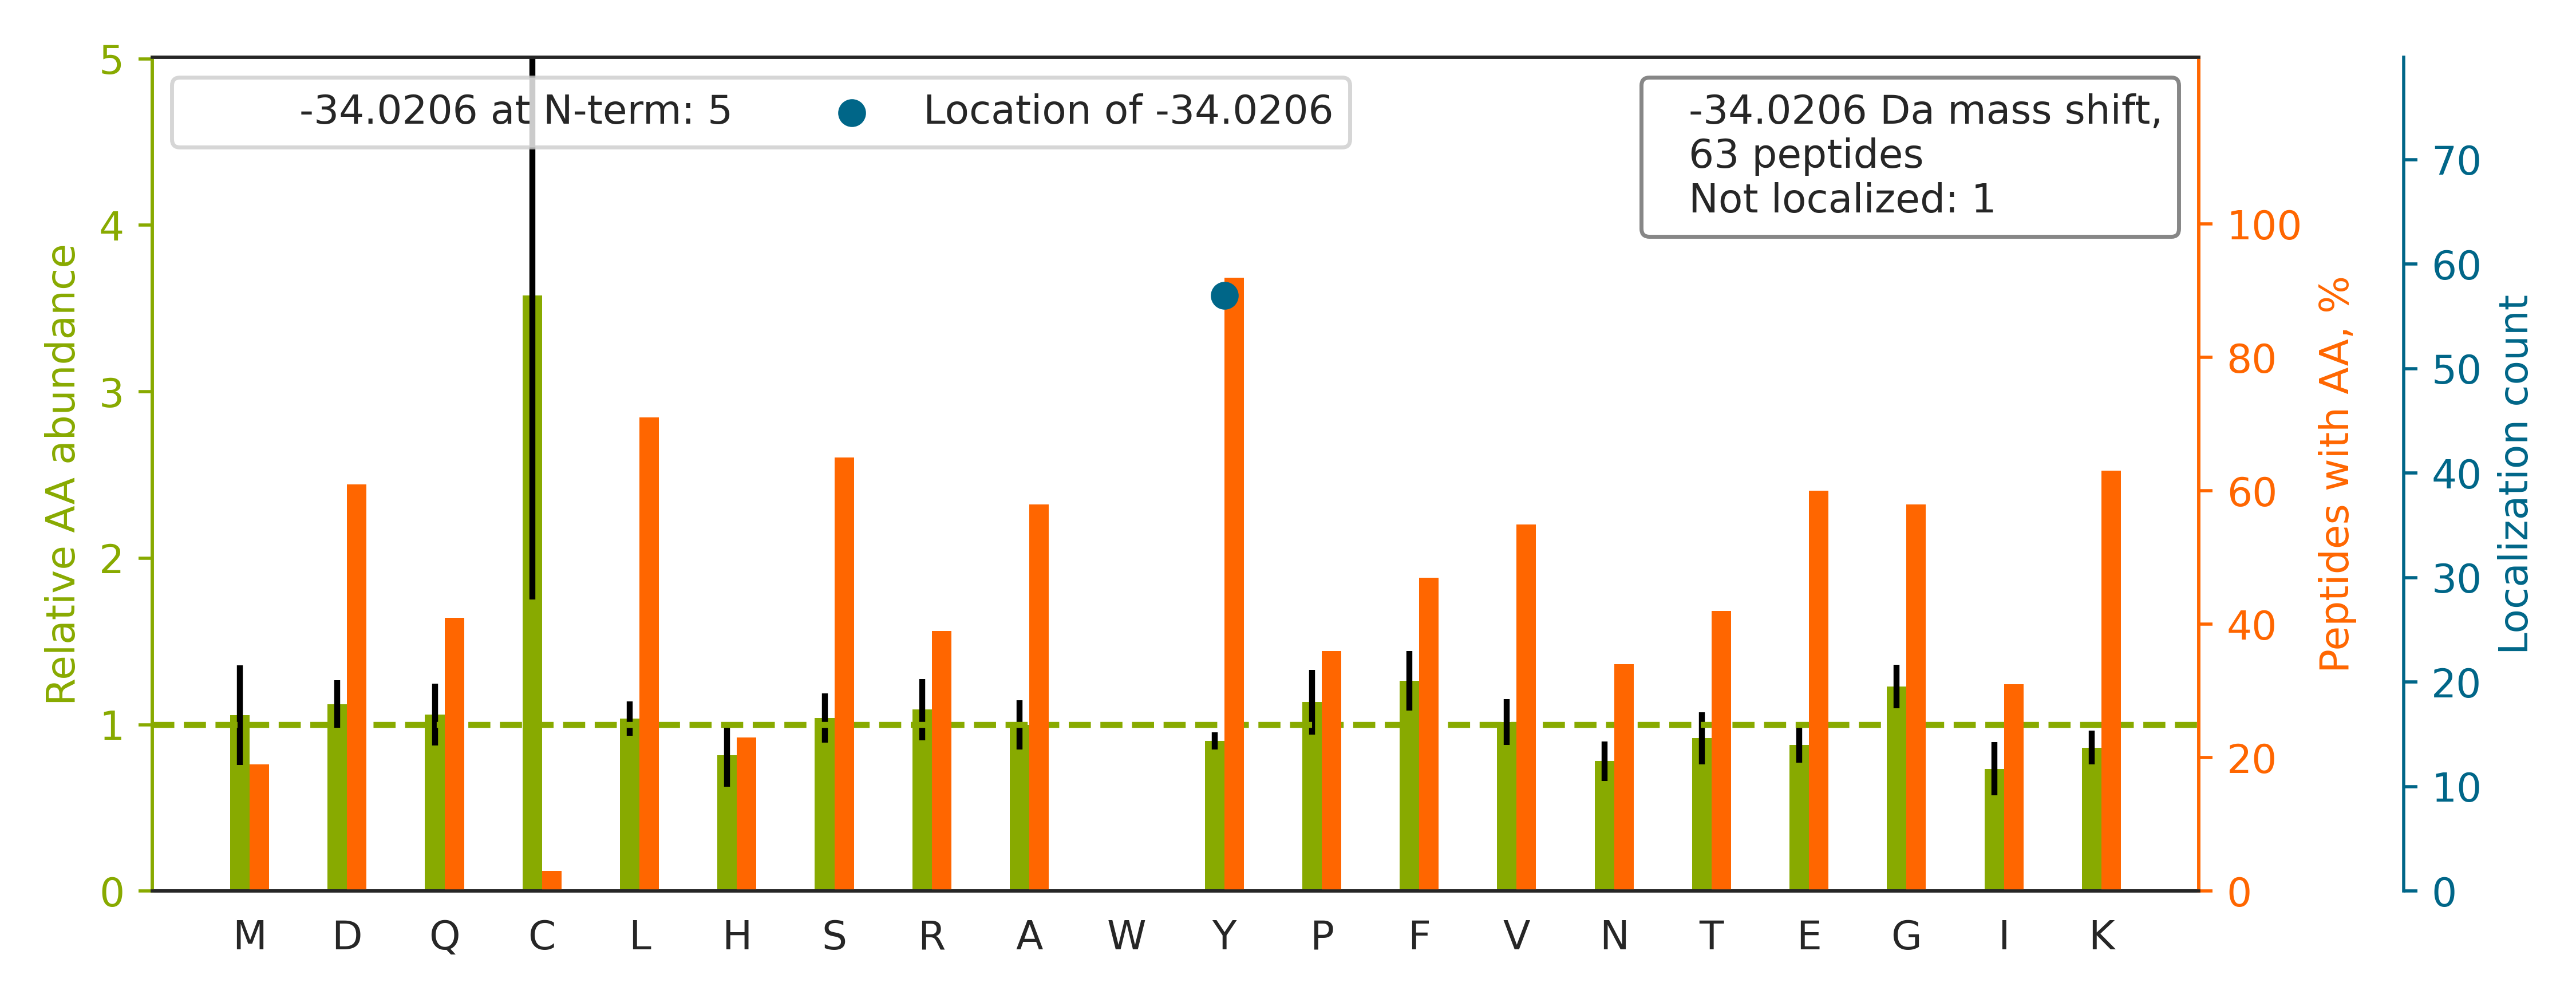 -34.0206 at N-term: 5
Location of -34.0206
-34.0206 Da mass shift,
63 peptides
Not localized: 1
Relative AA abundance
5
4
3
2
1
0
M D Q C L H S R A W Y P F V N T E G I K
100
80
60
40
20
0
Peptides with AA, %
70
60
50
40
30
20
10
0
Localization count